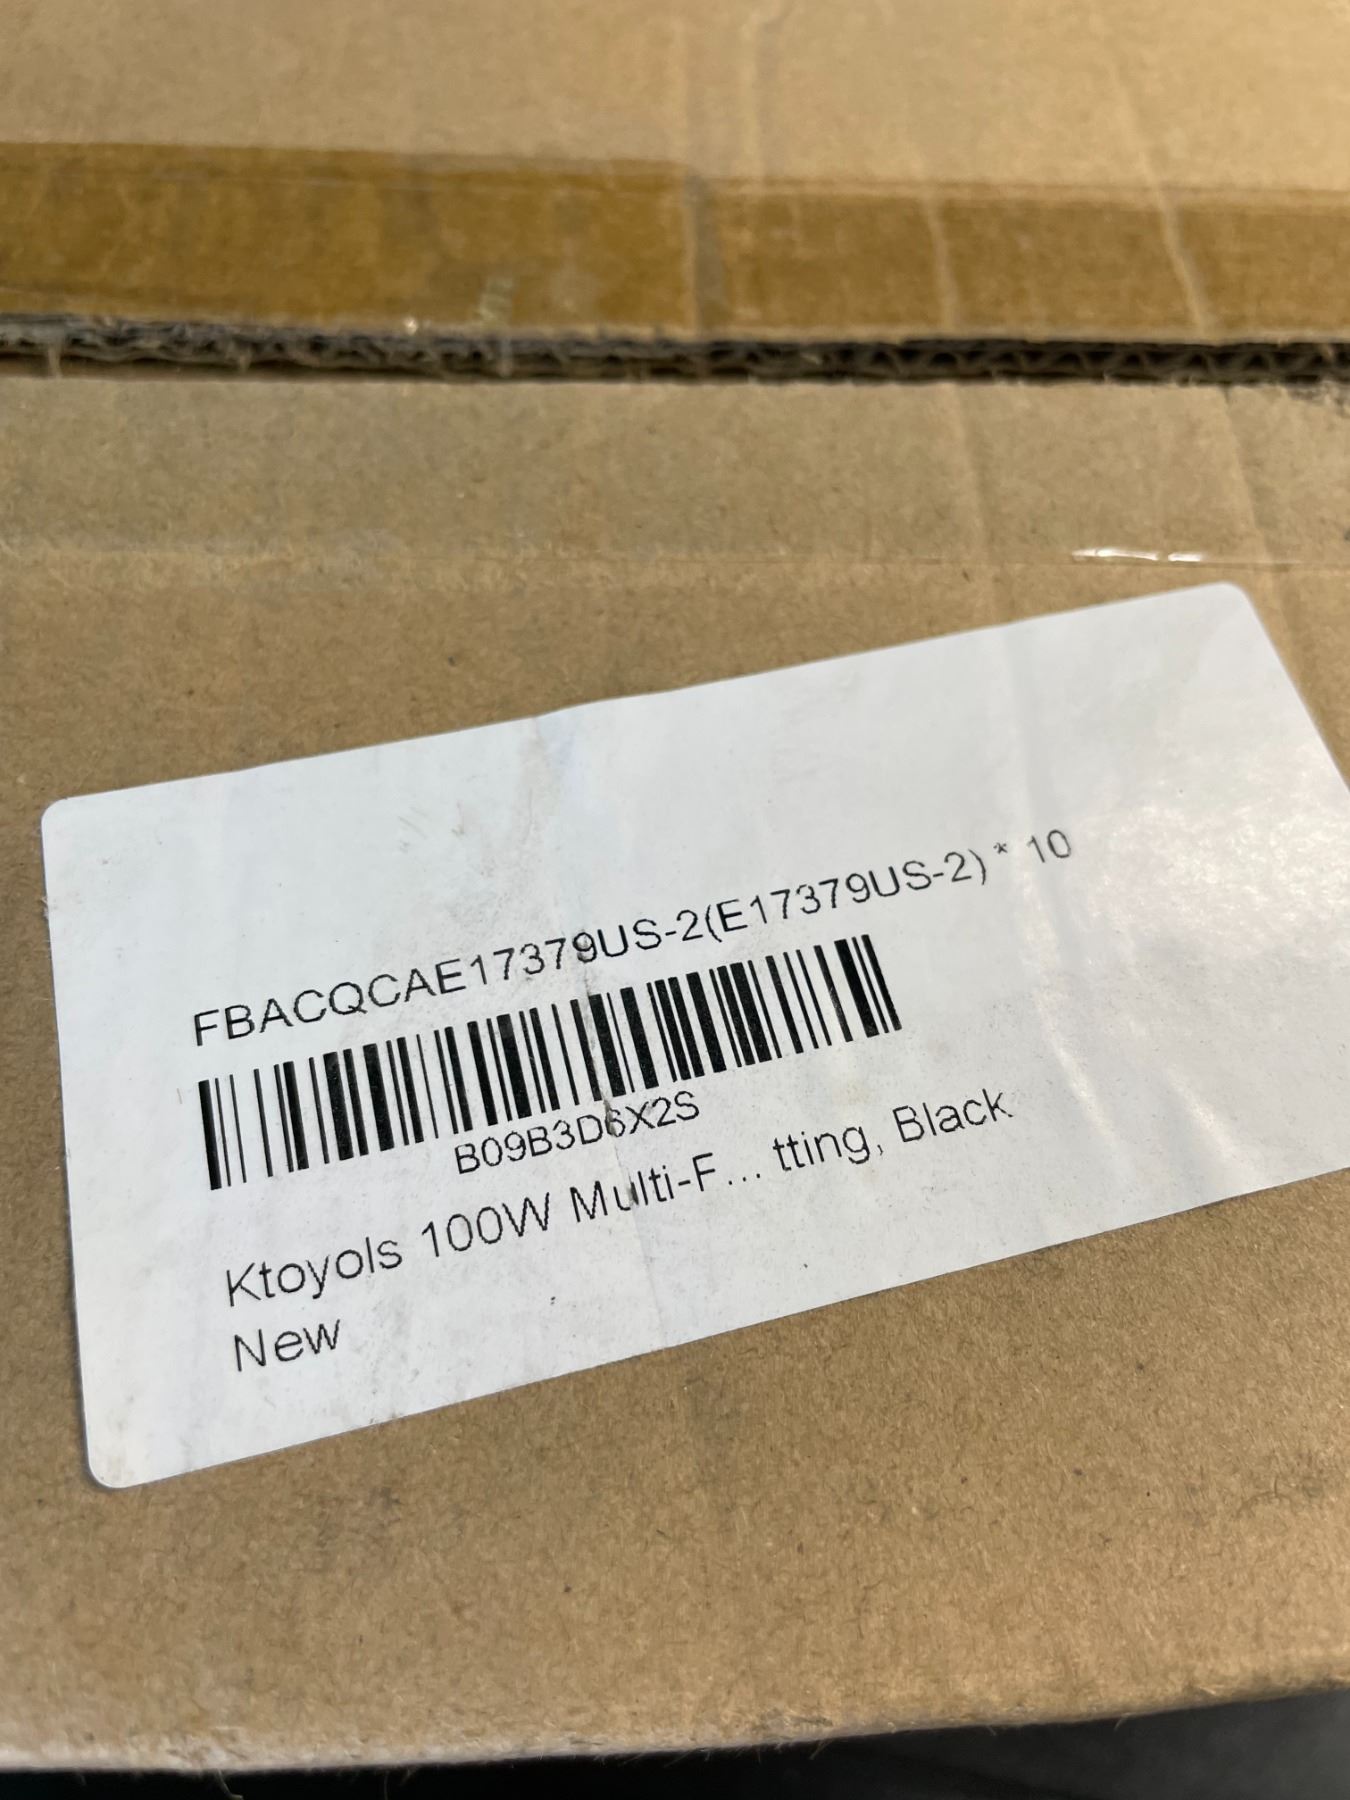 FBACQCAE17379US-2(E17379US-2) * 10
B09B3D6X2S
Ktoyols 100W Multi-F... tting, Black
New